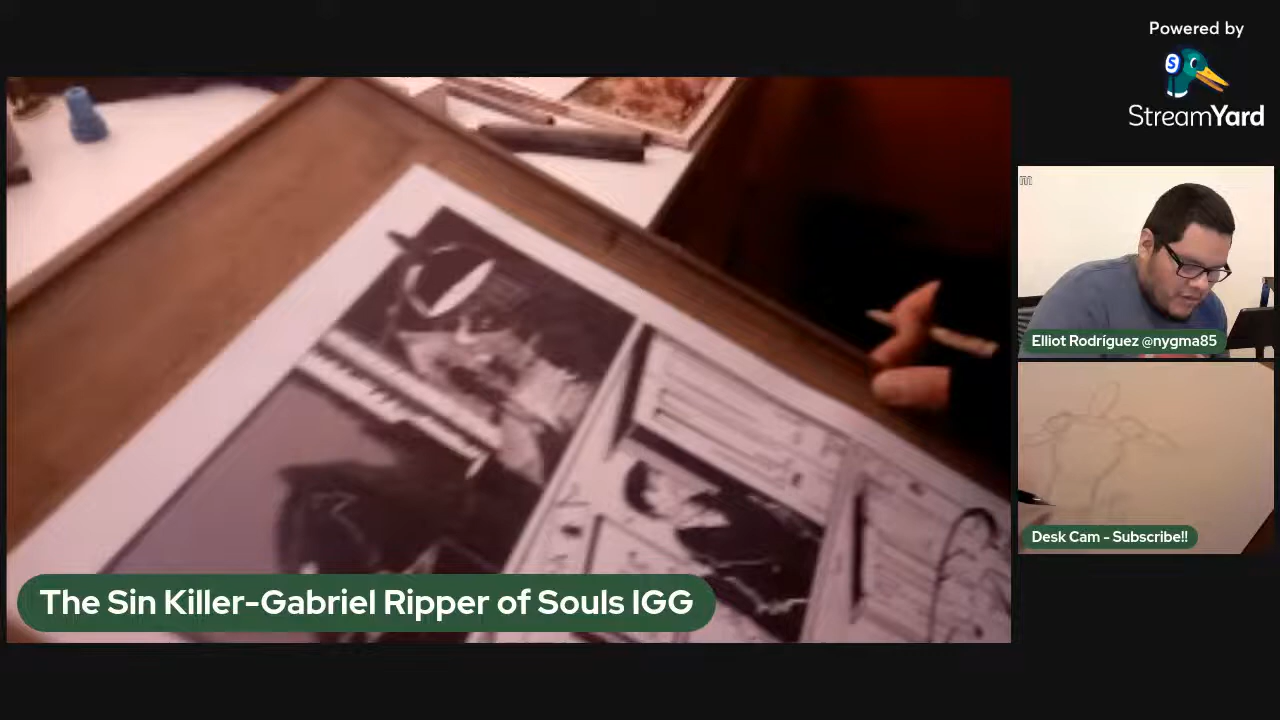 Powered by
StreamYard
m
Elliot Rodríguez @nygma85
Desk Cam - Subscribe!!
The Sin Killer-Gabriel Ripper of Souls IGG